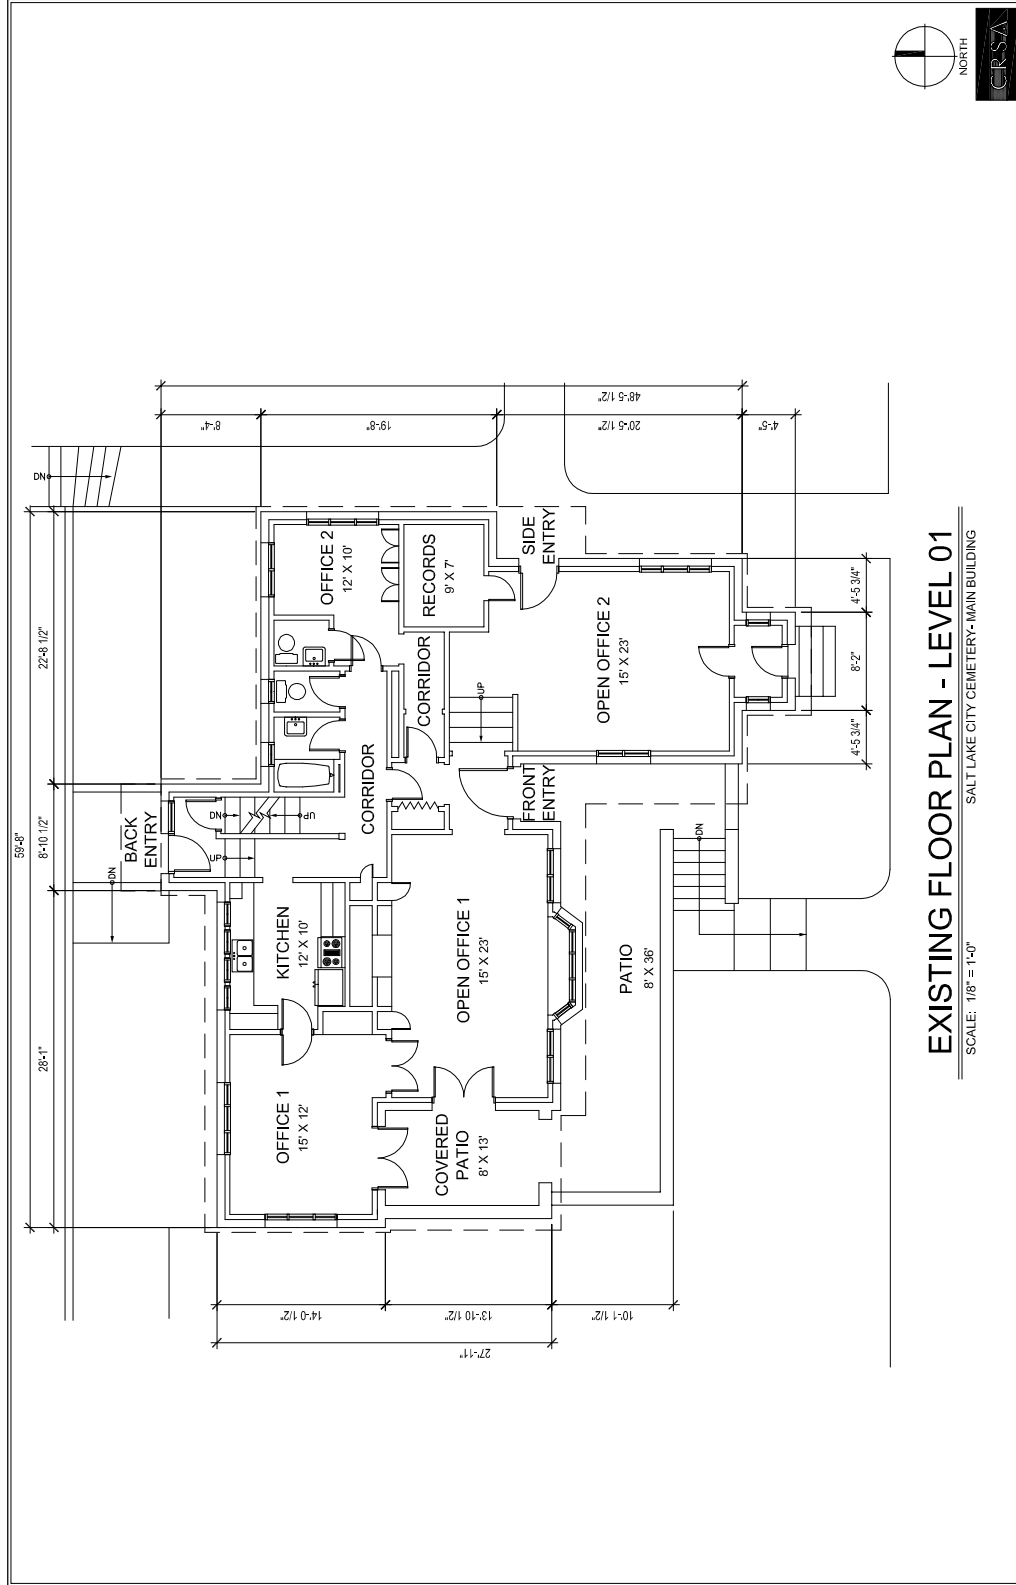 NORTH
CRSA
59'-8"
28'-1"
8'-10 1/2"
22'-8 1/2"
DN
DN
BACK
ENTRY
UP
DN
UP
OFFICE 1
15' X 12'
KITCHEN
12' X 10'
CORRIDOR
OFFICE 2
12' X 10'
RECORDS
9' X 7'
CORRIDOR
COVERED
PATIO
8' X 13'
OPEN OFFICE 1
15' X 23'
FRONT
ENTRY
UP
SIDE
ENTRY
OPEN OFFICE 2
15' X 23'
PATIO
8' X 36'
DN
14'-0 1/2"
13'-10 1/2"
10'-1 1/2"
27'-11"
8'-4"
19'-8"
20'-5 1/2"
4'-5"
48'-5 1/2"
4'-5 3/4"
8'-2"
4'-5 3/4"
EXISTING FLOOR PLAN - LEVEL 01
SCALE: 1/8" = 1'-0"
SALT LAKE CITY CEMETERY- MAIN BUILDING